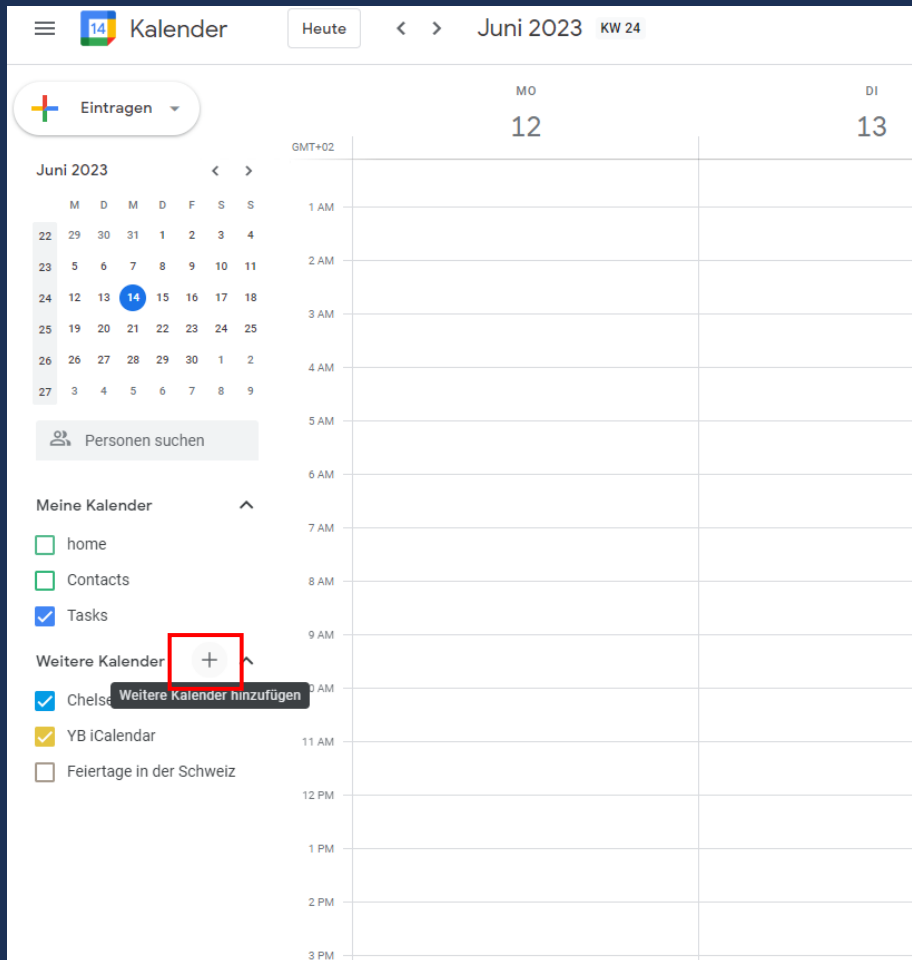 14 Kalender Heute Juni 2023 KW 24
Eintragen
MO DI
12 13
GMT+02
Juni 2023
M D M D F S S
22 29 30 31 1 2 3 4
23 5 6 7 8 9 10 11
24 12 13 14 15 16 17 18
25 19 20 21 22 23 24 25
26 26 27 28 29 30 1 2
27 3 4 5 6 7 8 9
Personen suchen
Meine Kalender
home
Contacts
Tasks
Weitere Kalender
Weitere Kalender hinzufügen
Chelse
YB iCalendar
Feiertage in der Schweiz
1 AM
2 AM
3 AM
4 AM
5 AM
6 AM
7 AM
8 AM
9 AM
0 AM
11 AM
12 PM
1 PM
2 PM
3 PM